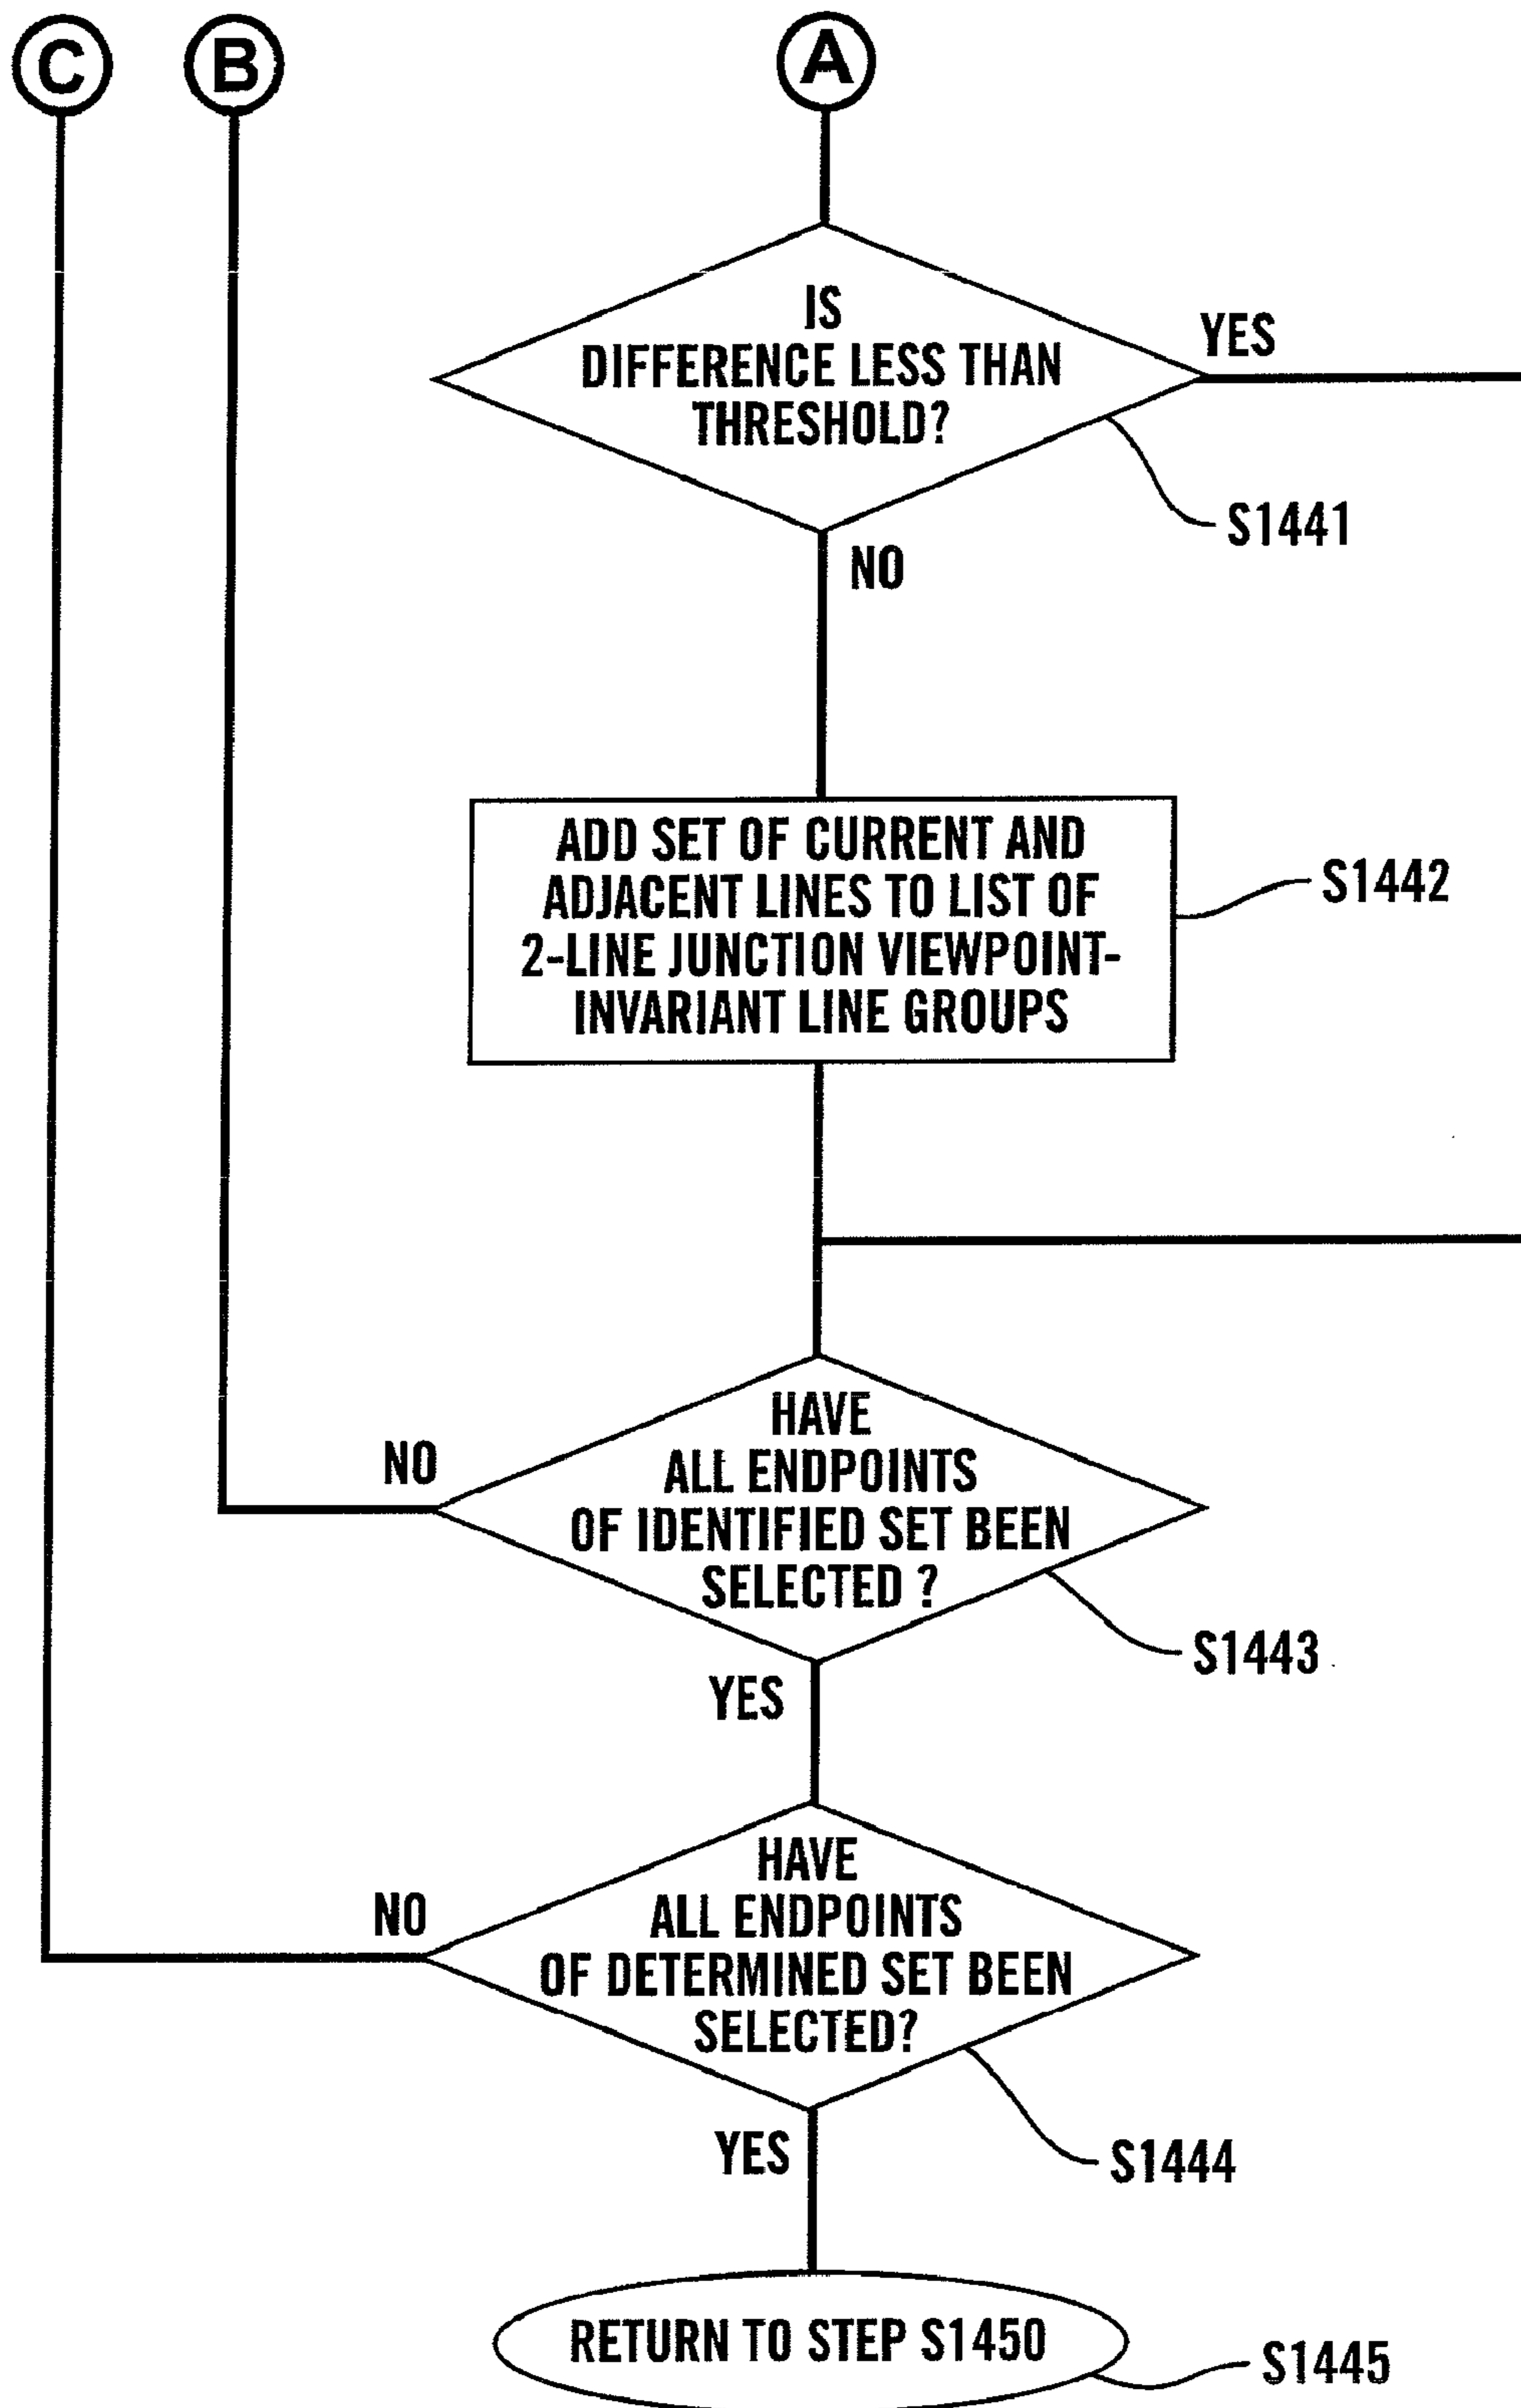 C
B
A
IS
DIFFERENCE LESS THAN
THRESHOLD?
YES
S1441
NO
ADD SET OF CURRENT AND
ADJACENT LINES TO LIST OF
2-LINE JUNCTION VIEWPOINT-
INVARIANT LINE GROUPS
S1442
HAVE
ALL ENDPOINTS
OF IDENTIFIED SET BEEN
SELECTED ?
NO
S1443
YES
HAVE
ALL ENDPOINTS
OF DETERMINED SET BEEN
SELECTED?
NO
S1444
YES
RETURN TO STEP S1450
S1445